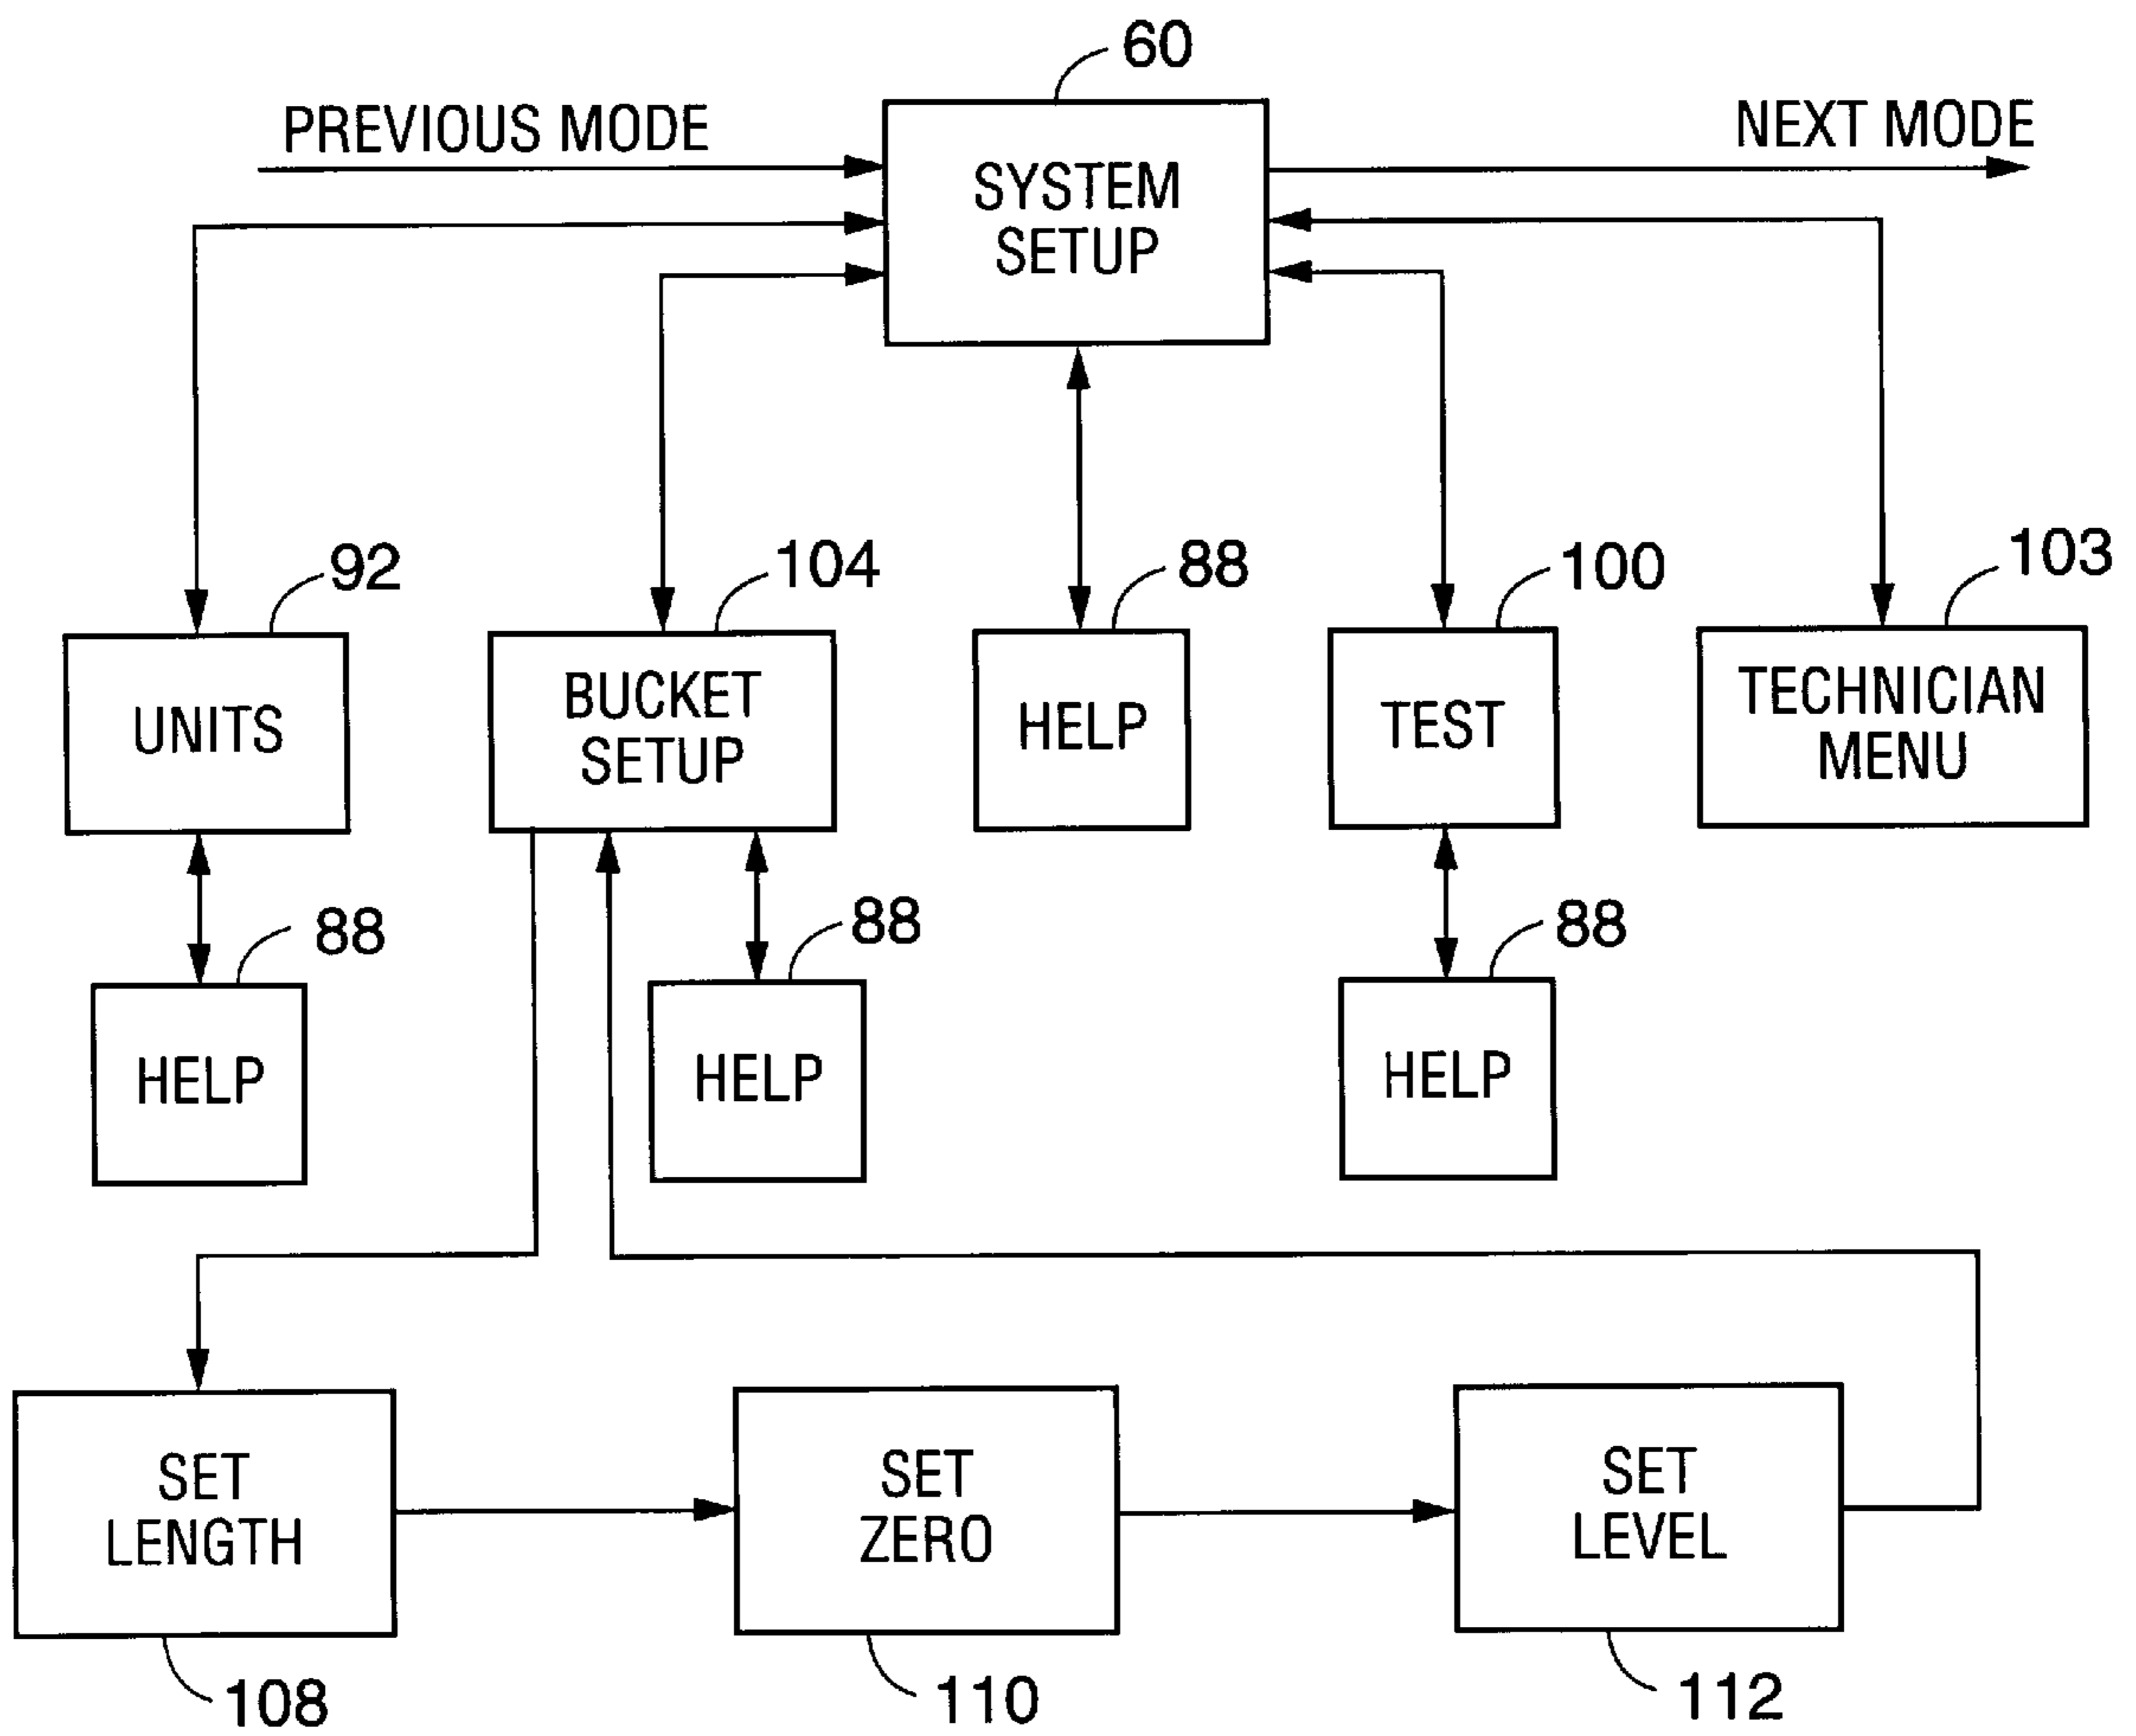 60
PREVIOUS MODE
NEXT MODE
SYSTEM
SETUP
92
104
88
100
103
UNITS
BUCKET
SETUP
HELP
TEST
TECHNICIAN
MENU
88
88
88
HELP
HELP
HELP
SET
LENGTH
SET
ZERO
SET
LEVEL
108
110
112